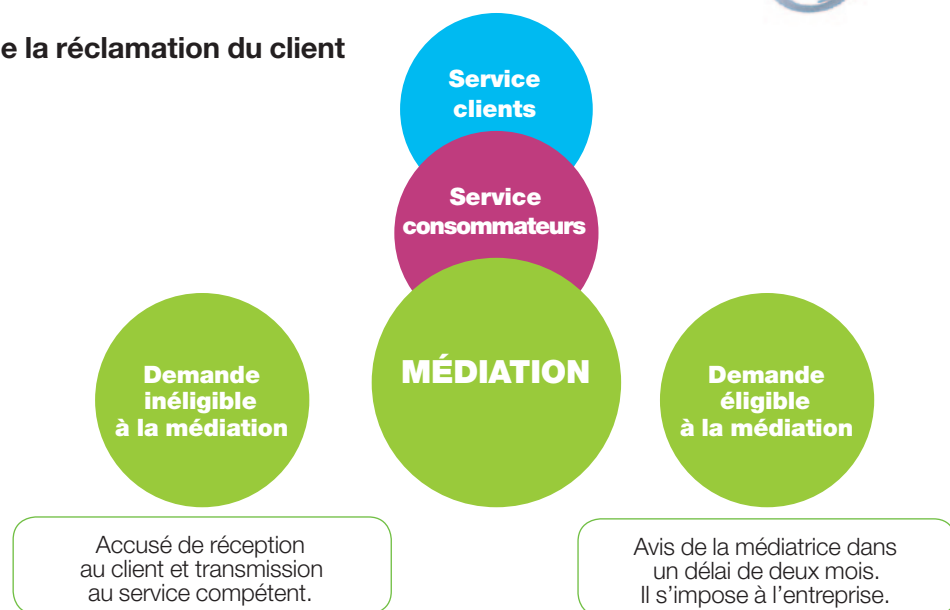 e la réclamation du client
Service
clients
Service
consommateurs
MÉDIATION
Demande
inéligible
à la médiation
Demande
éligible
à la médiation
Accusé de réception
au client et transmission
au service compétent.
Avis de la médiatrice dans
un délai de deux mois.
Il s’impose à l’entreprise.